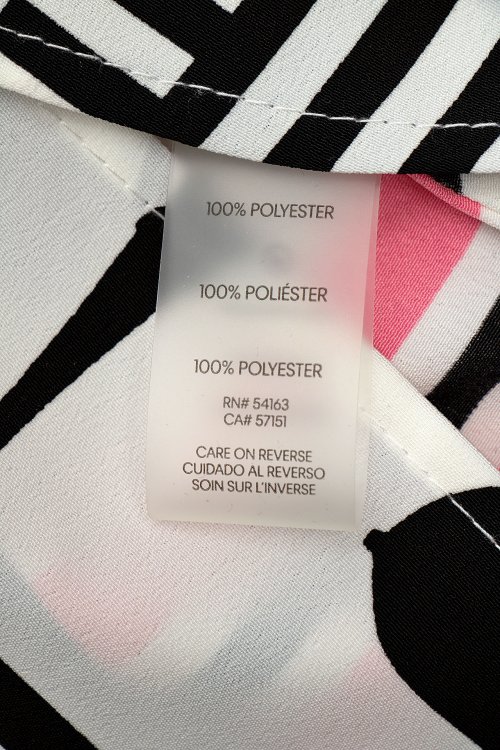 100% POLYESTER
100% POLIÉSTER
100% POLYESTER
RN# 54163
CA# 57151
CARE ON REVERSE
CUIDADO AL REVERSO
SOIN SUR L'INVERSE